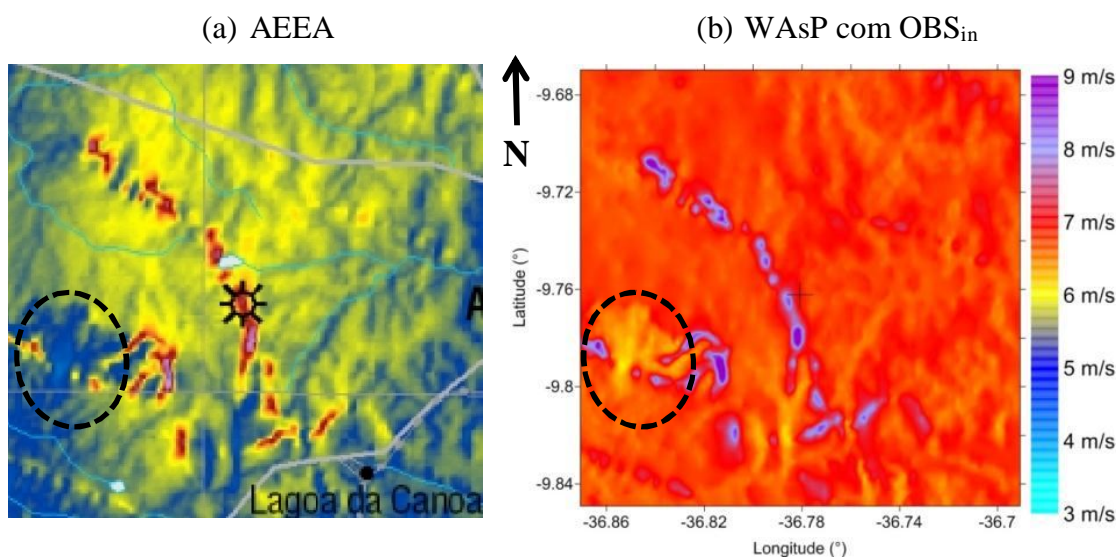 (a) AEEA
(b) WAsP com OBSin
N
A
Lagoa da Canoa
Latitude (°)
-9.68
-9.72
-9.76
-9.8
-9.84
-36.86
-36.82
-36.78
-36.74
-36.7
Longitude (°)
9 m/s
8 m/s
7 m/s
6 m/s
5 m/s
4 m/s
3 m/s